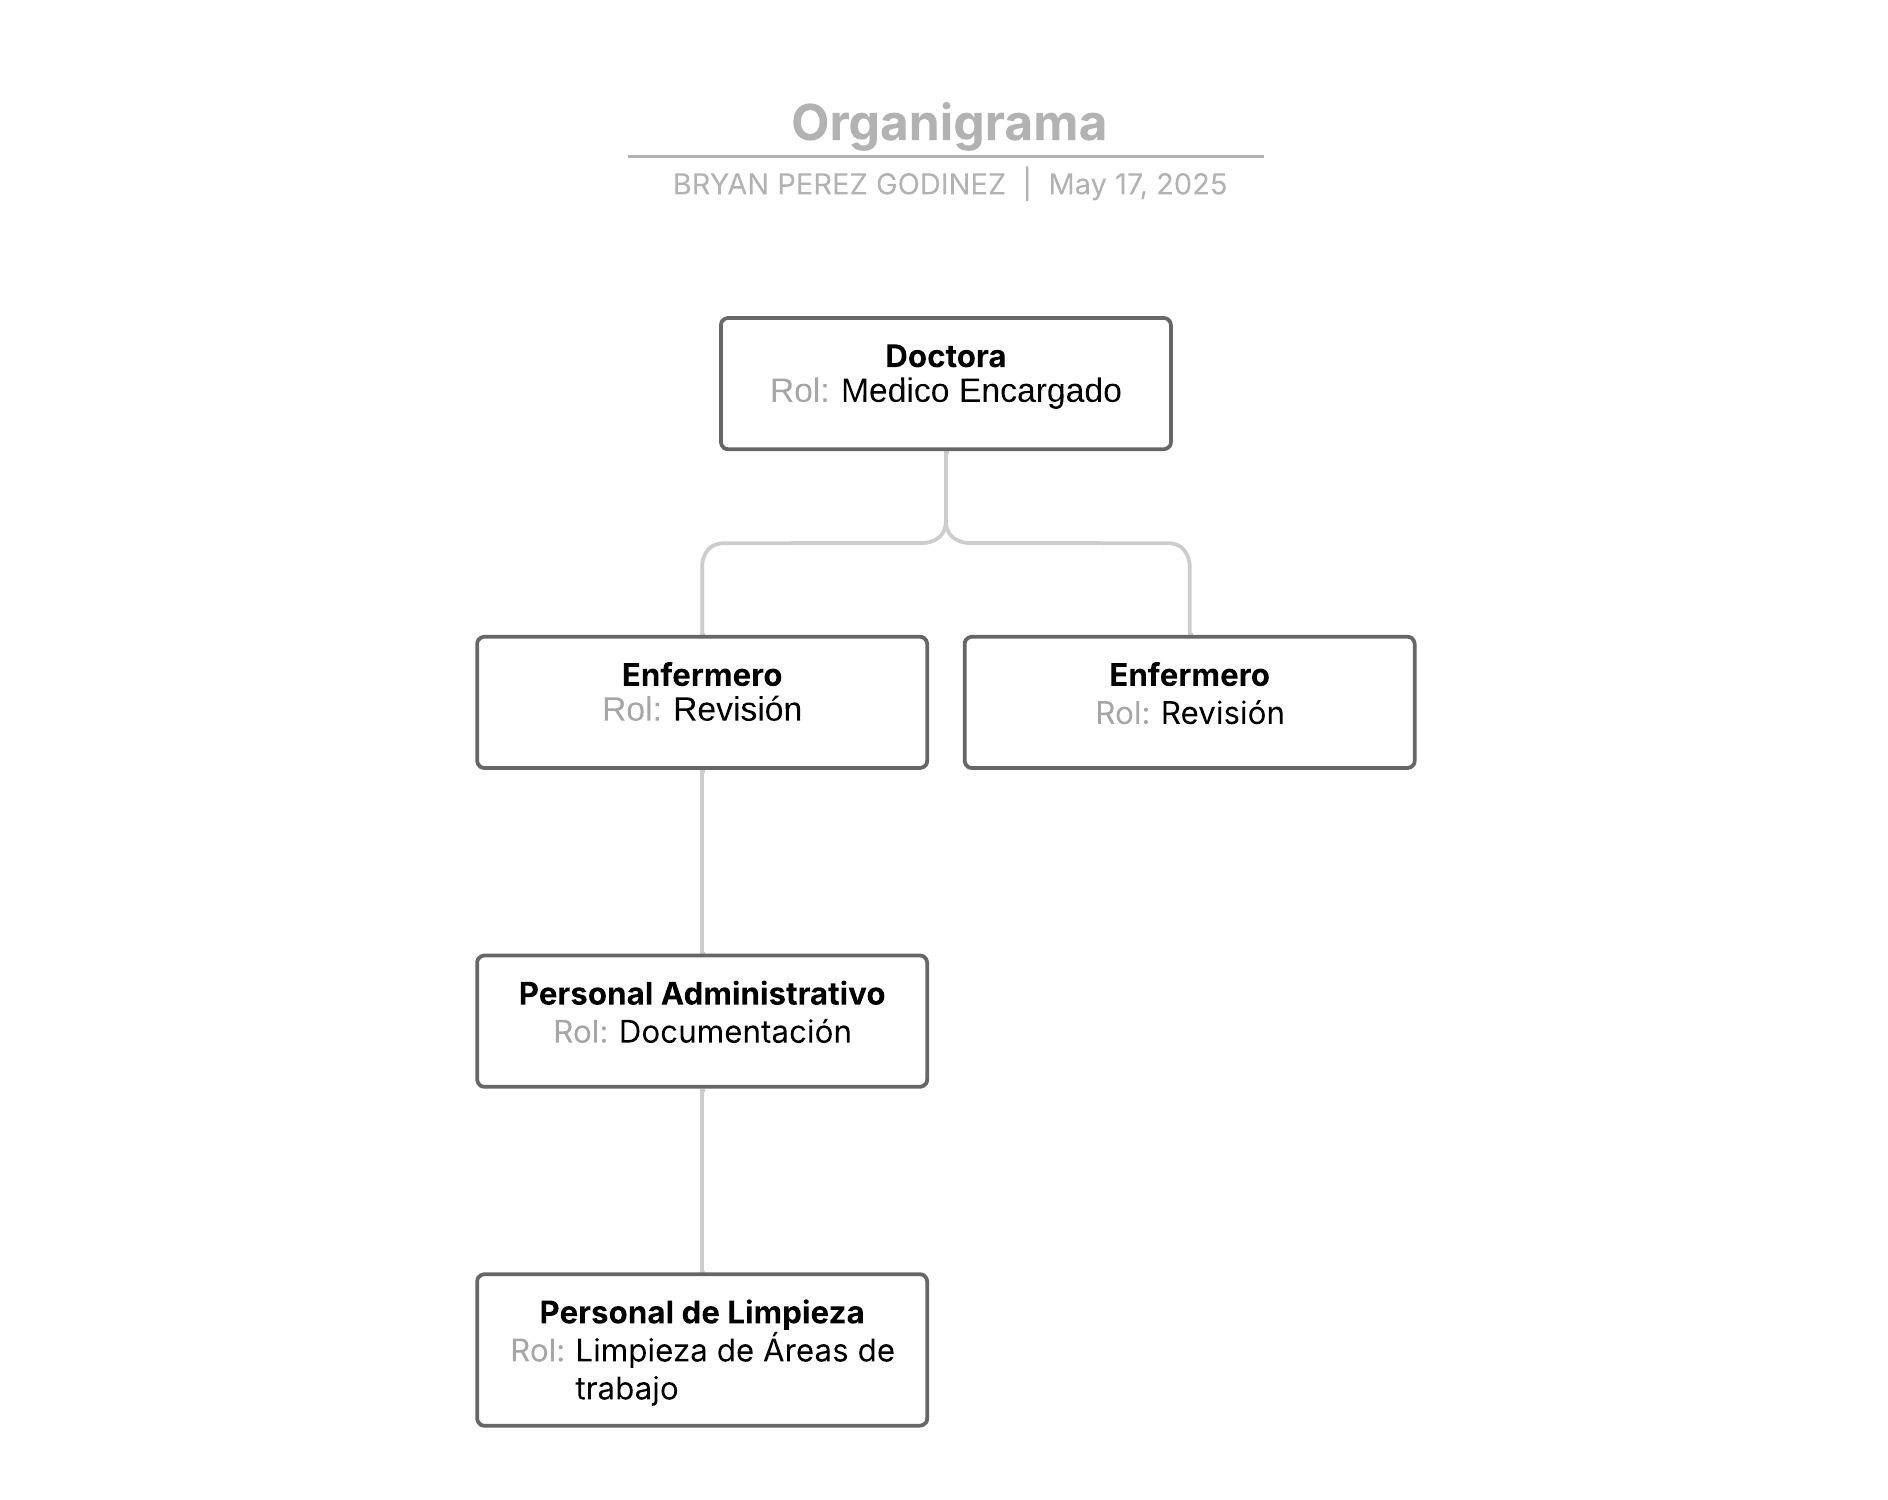 Organigrama
BRYAN PEREZ GODINEZ | May 17, 2025
Doctora
Rol: Medico Encargado
Enfermero
Rol: Revisión
Enfermero
Rol: Revisión
Personal Administrativo
Rol: Documentación
Personal de Limpieza
Rol: Limpieza de Áreas de
trabajo